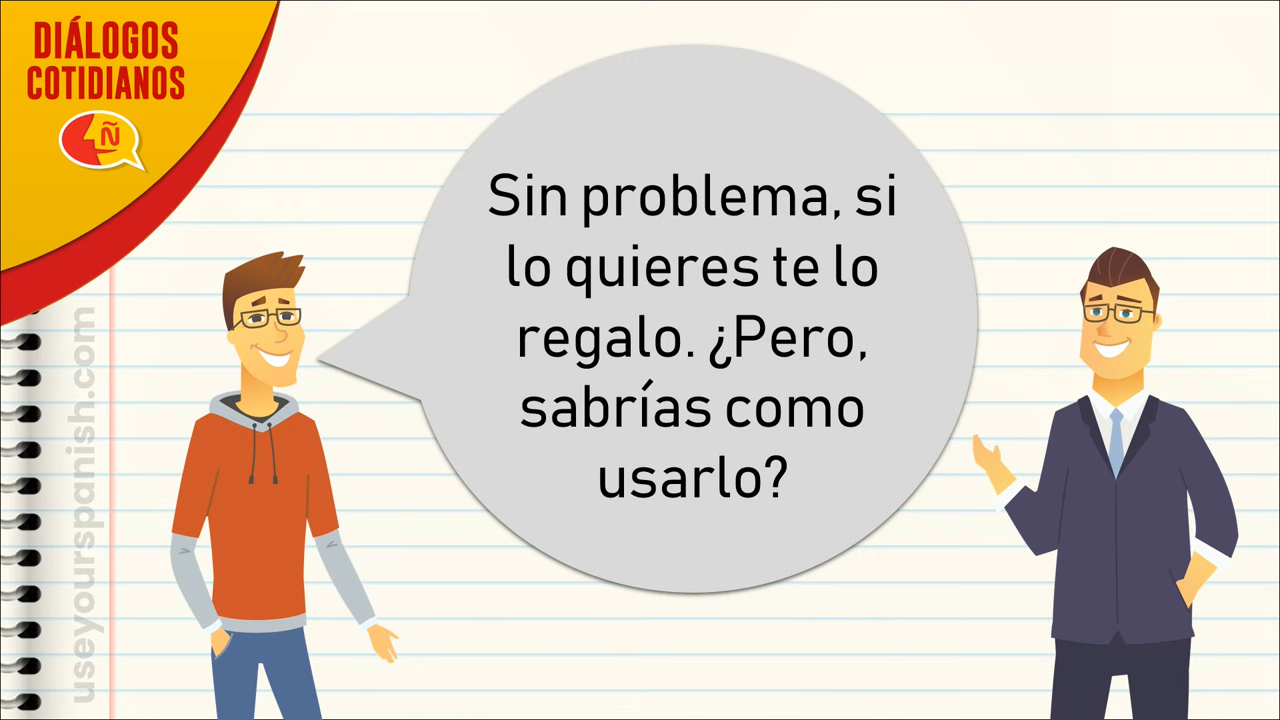 DIÁLOGOS
COTIDIANOS
Ñ
Sin problema, si
lo quieres te lo
regalo. ¿Pero,
sabrías como
usarlo?
useyourspanish.com